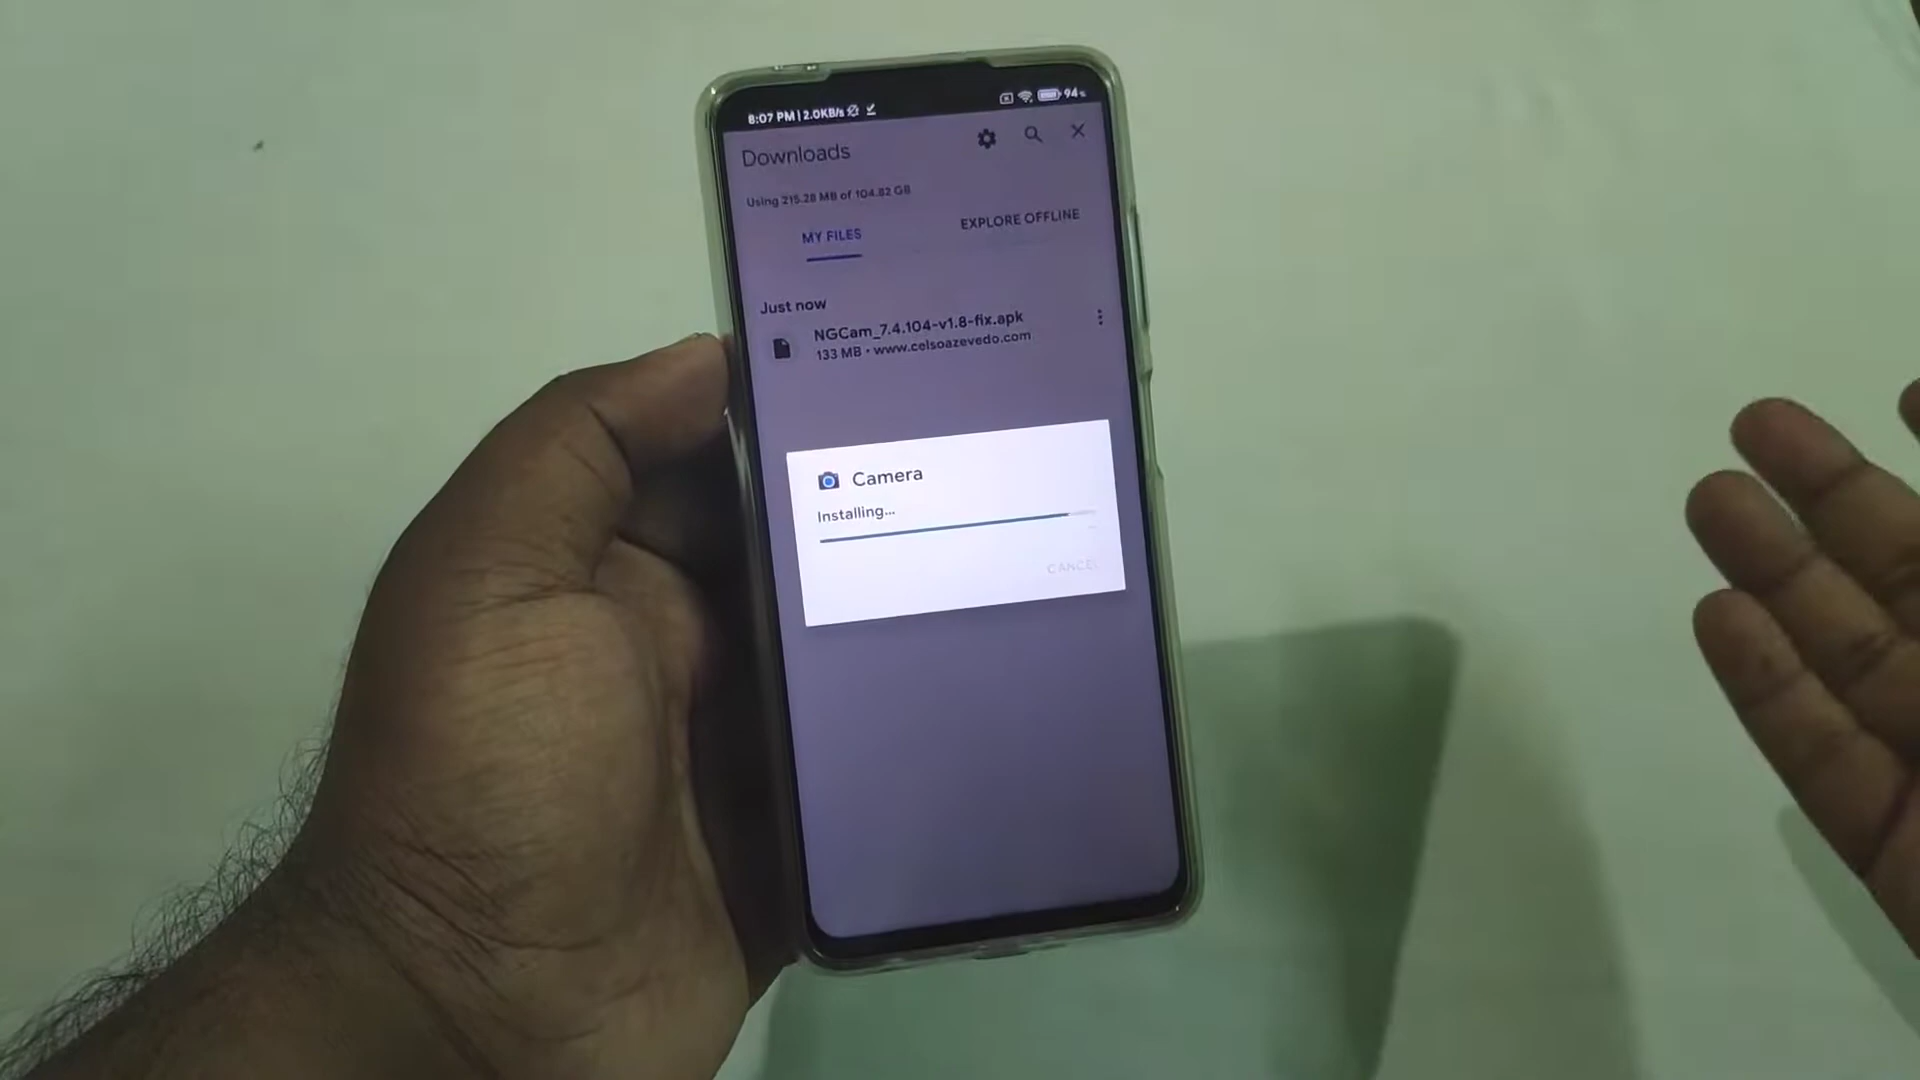 8:07 PM | 2.0KB/s
94
Downloads
Using 215.28 MB of 104.82 GB
MY FILES
EXPLORE OFFLINE
Just now
NGCam_7.4.104-v1.8-fix.apk
133 MB • www.celsoazevedo.com
Camera
Installing...
CANCEL